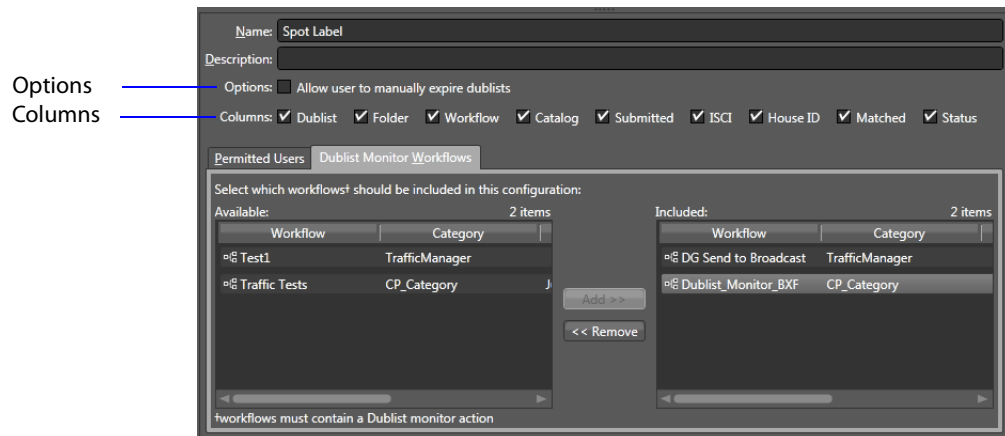 Name: Spot Label
Description:
Options
Options: Allow user to manually expire dublists
Columns
Columns: Dublist Folder Workflow Catalog Submitted ISCI House ID Matched Status
Permitted Users Dublist Monitor Workflows
Select which workflows† should be included in this configuration:
Available: 2 items
Workflow Category
Test1 TrafficManager
Traffic Tests CP_Category
Add >>
<< Remove
Included: 2 items
Workflow Category
DG Send to Broadcast TrafficManager
Dublist_Monitor_BXF CP_Category
†workflows must contain a Dublist monitor action